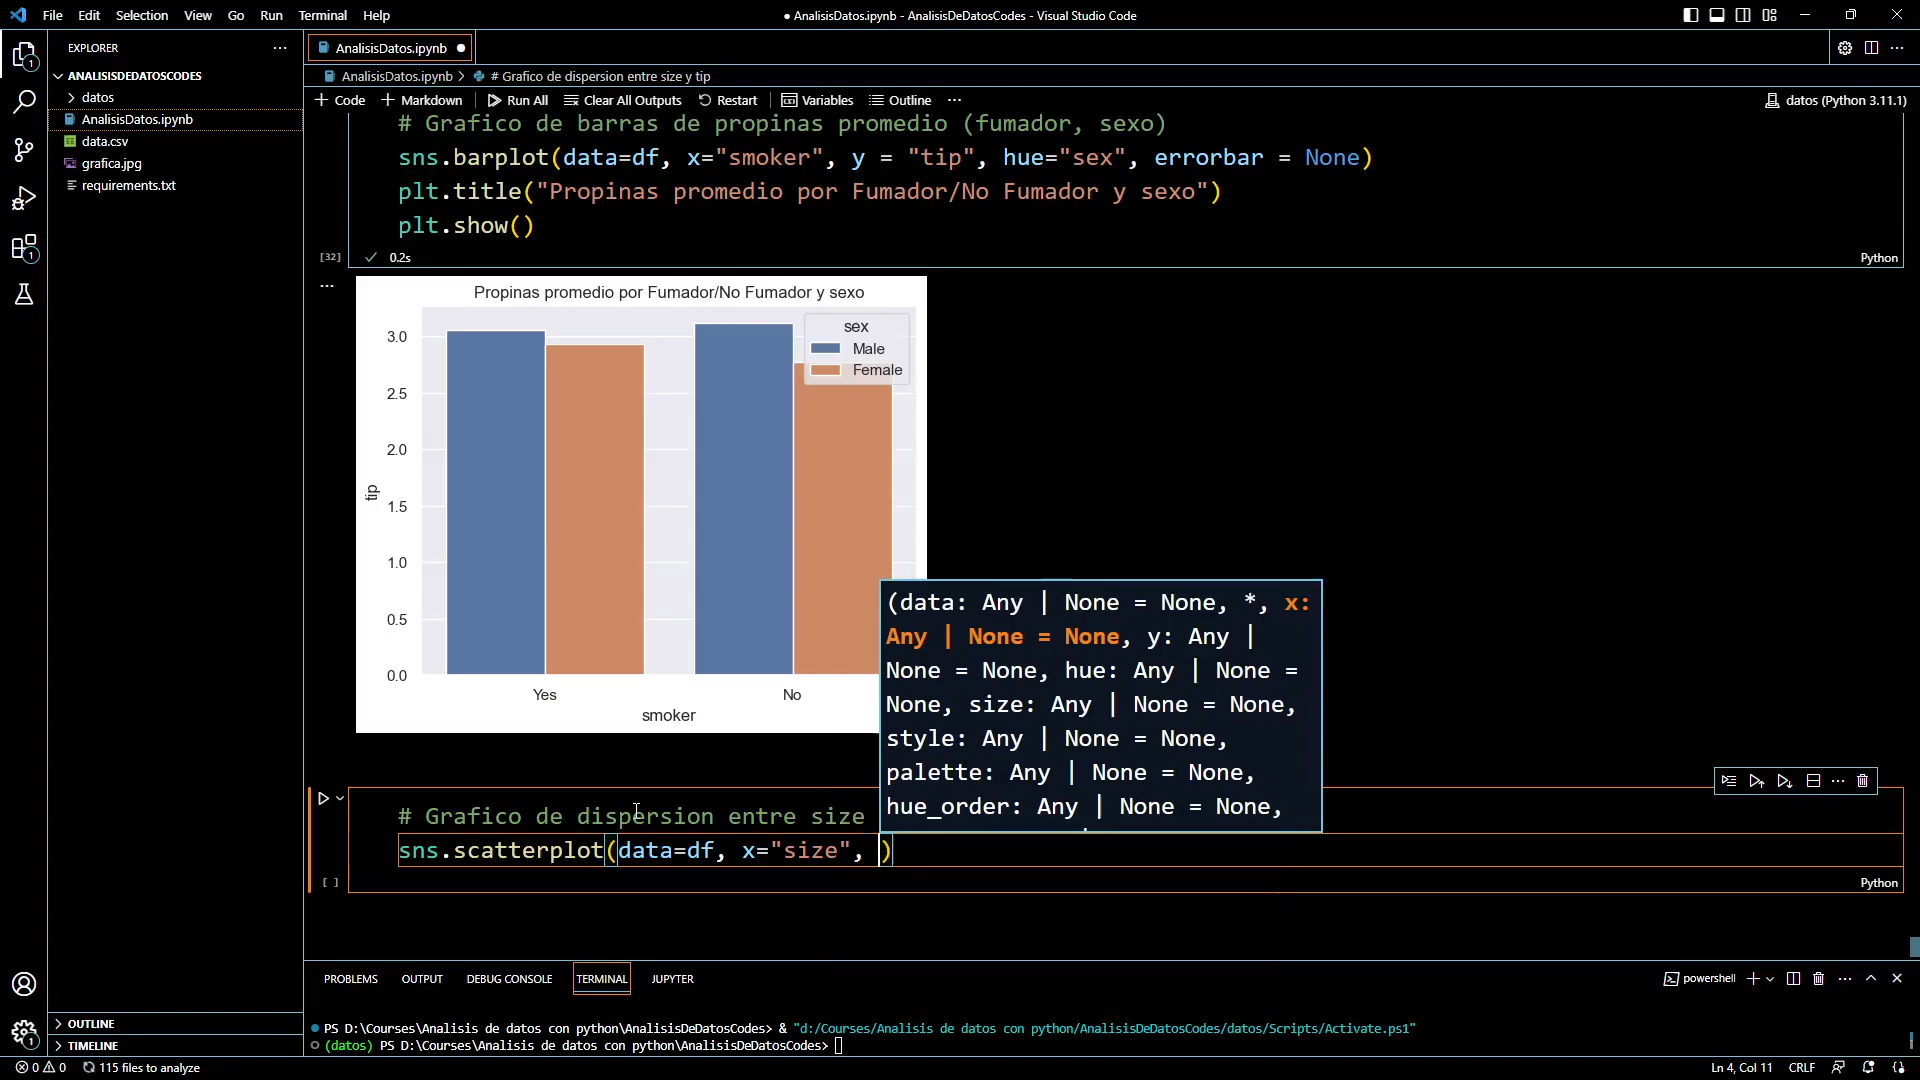 File Edit Selection View Go Run Terminal Help
● AnalisisDatos.ipynb - AnalisisDeDatosCodes - Visual Studio Code
EXPLORER
ANALISISDEDATOSCODES
datos
AnalisisDatos.ipynb
data.csv
grafica.jpg
requirements.txt
OUTLINE
TIMELINE
AnalisisDatos.ipynb
AnalisisDatos.ipynb > # Grafico de dispersion entre size y tip
+ Code + Markdown Run All Clear All Outputs Restart Variables Outline ...
datos (Python 3.11.1)
# Grafico de barras de propinas promedio (fumador, sexo)
sns.barplot(data=df, x="smoker", y = "tip", hue="sex", errorbar = None)
plt.title("Propinas promedio por Fumador/No Fumador y sexo")
plt.show()
[32] ✓ 0.2s
Python
Propinas promedio por Fumador/No Fumador y sexo
sex
Male
Female
3.0
2.5
2.0
1.5
1.0
0.5
0.0
tip
Yes No
smoker
(data: Any | None = None, *, x:
Any | None = None, y: Any |
None = None, hue: Any | None =
None, size: Any | None = None,
style: Any | None = None,
palette: Any | None = None,
hue_order: Any | None = None,
# Grafico de dispersion entre size
sns.scatterplot(data=df, x="size", )
[ ]
Python
PROBLEMS OUTPUT DEBUG CONSOLE TERMINAL JUPYTER
powershell
PS D:\Courses\Analisis de datos con python\AnalisisDeDatosCodes> & "d:/Courses/Analisis de datos con python/AnalisisDeDatosCodes/datos/Scripts/Activate.ps1"
(datos) PS D:\Courses\Analisis de datos con python\AnalisisDeDatosCodes>
0 0 115 files to analyze
Ln 4, Col 11 CRLF
1
1
1